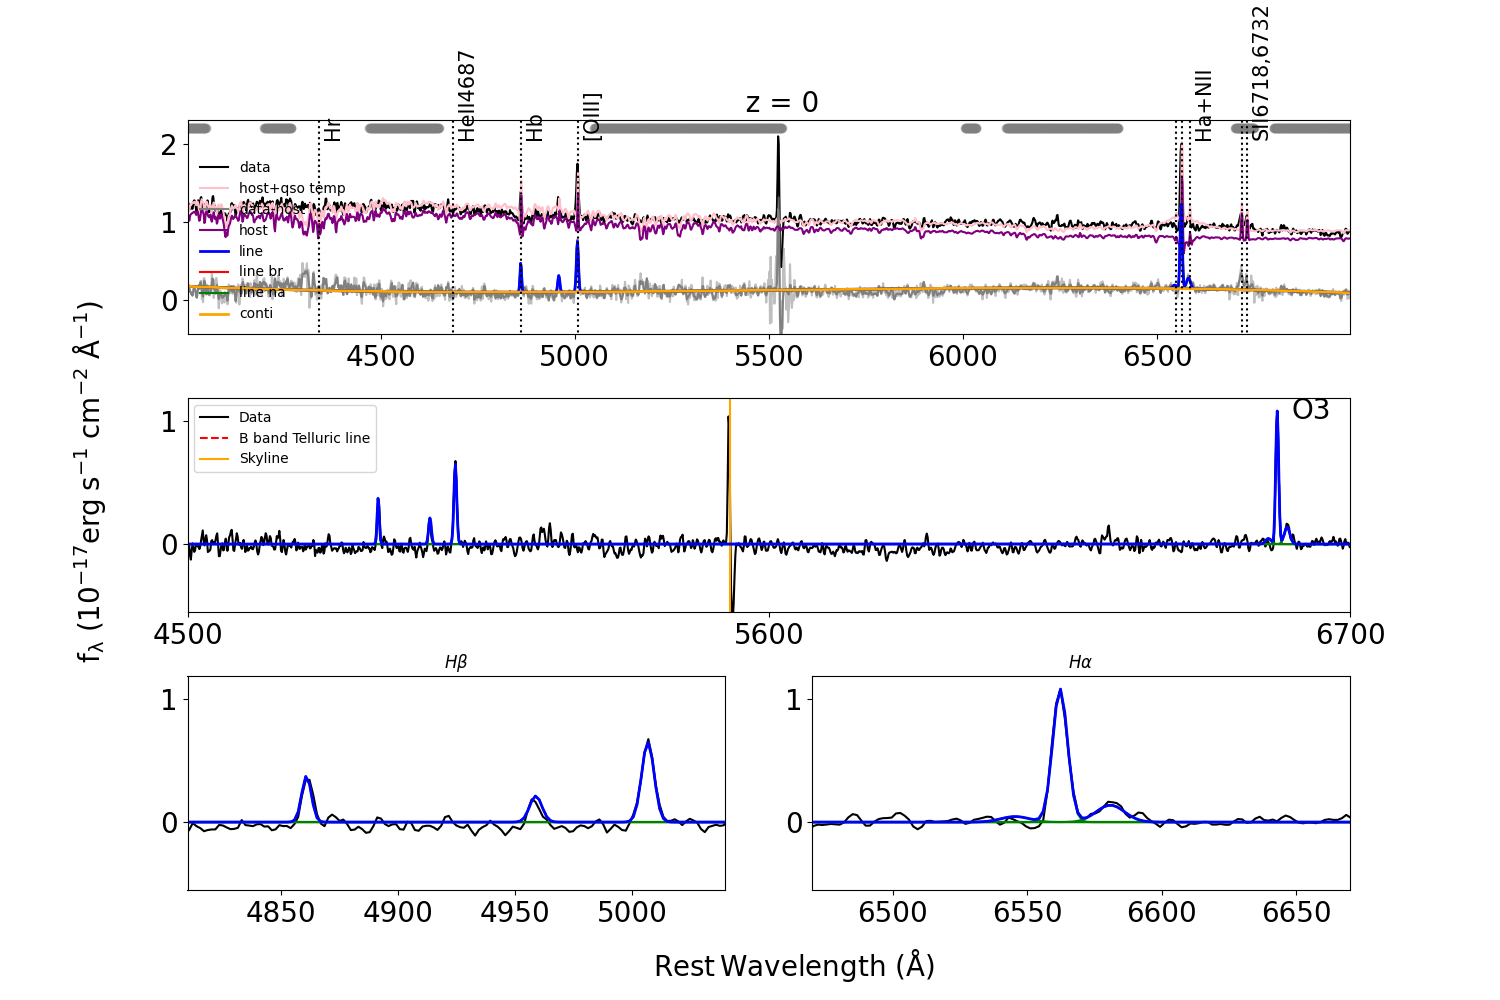 Hr
HeII4687
Hb
[OIII]
Ha+NII
SII6718,6732
z = 0
2
1
0
data
host+qso temp
data-host
host
line
line br
line na
conti
4500
5000
5500
6000
6500
1
0
Data
B band Telluric line
Skyline
O3
4500
5600
6700
fλ (10−17erg s−1 cm−2 Å−1)
Hβ
1
0
4850
4900
4950
5000
Hα
1
0
6500
6550
6600
6650
Rest Wavelength (Å)